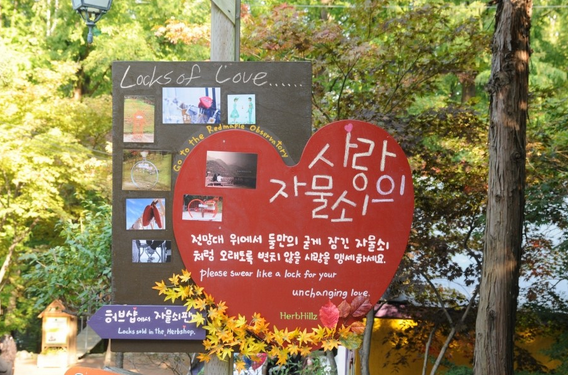 Locks of Love......
Go to the Redmaple Observatory
사랑
의
자물쇠
전망대 위에서 둘만의 굳게 잠긴 자물쇠
처럼 오래도록 변치 않을 사랑을 맹세하세요.
please swear like a lock for your
unchanging love.
HerbHillz
허브샵에서 자물쇠판매
Locks sold in the Herbshop.